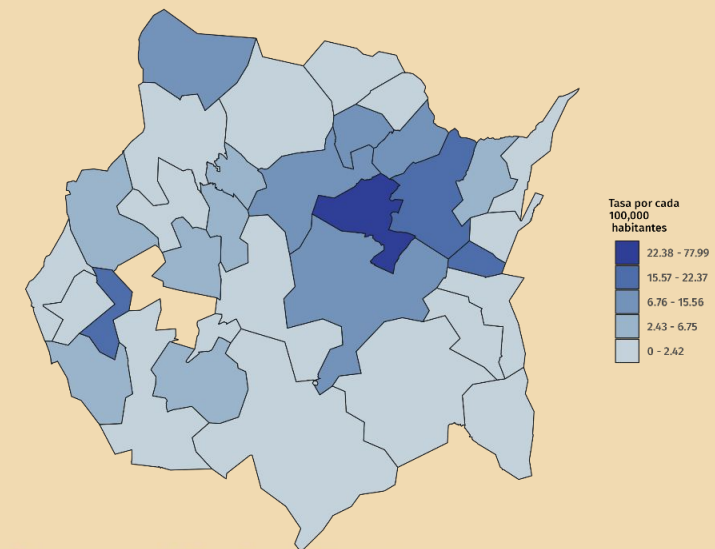 Tasa por cada
100,000
habitantes
22.38 - 77.99
15.57 - 22.37
6.76 - 15.56
2.43 - 6.75
0 - 2.42